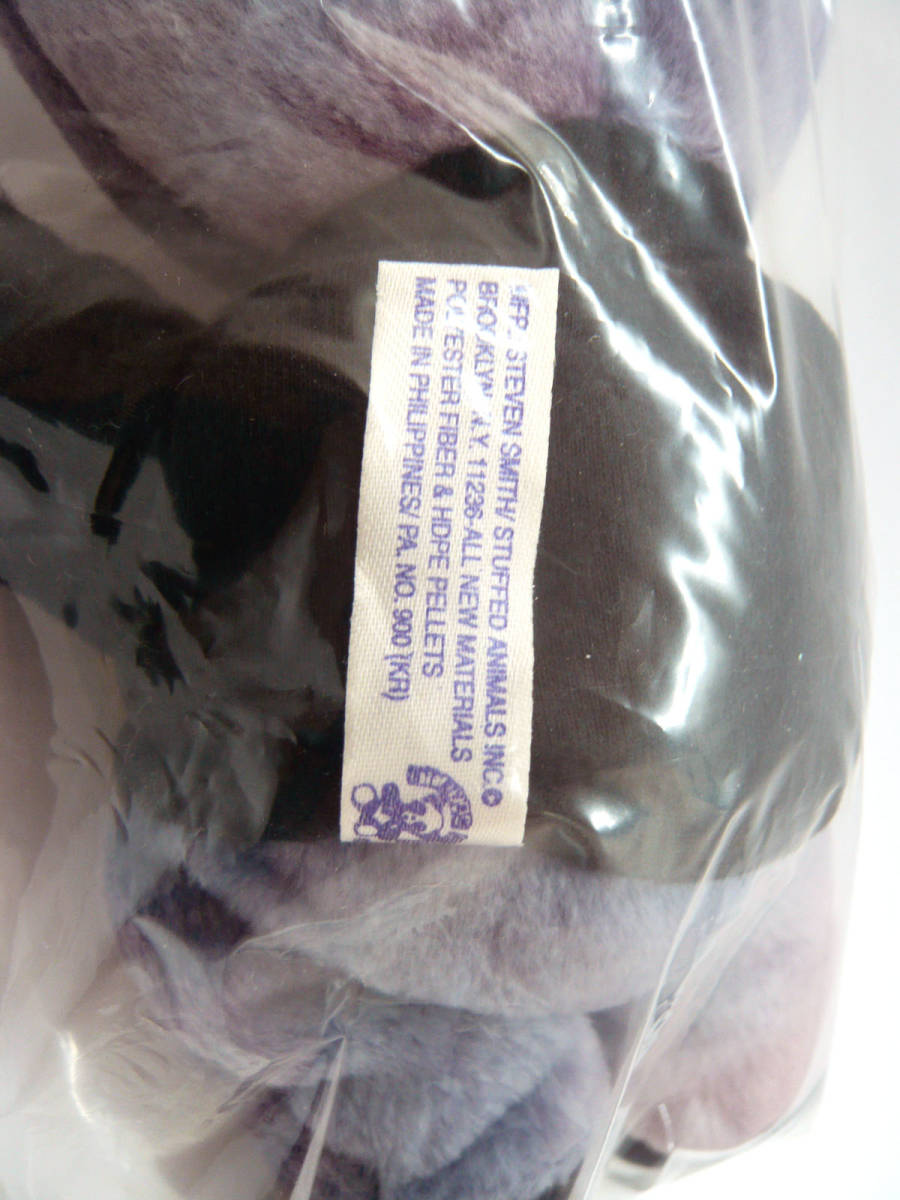 MFR. STEVEN SMITH/ STUFFED ANIMALS INC.©
BROOKLYN N.Y. 11236-ALL NEW MATERIALS
POLYESTER FIBER & HDPE PELLETS
MADE IN PHILIPPINES/ PA. NO. 900 (KR)